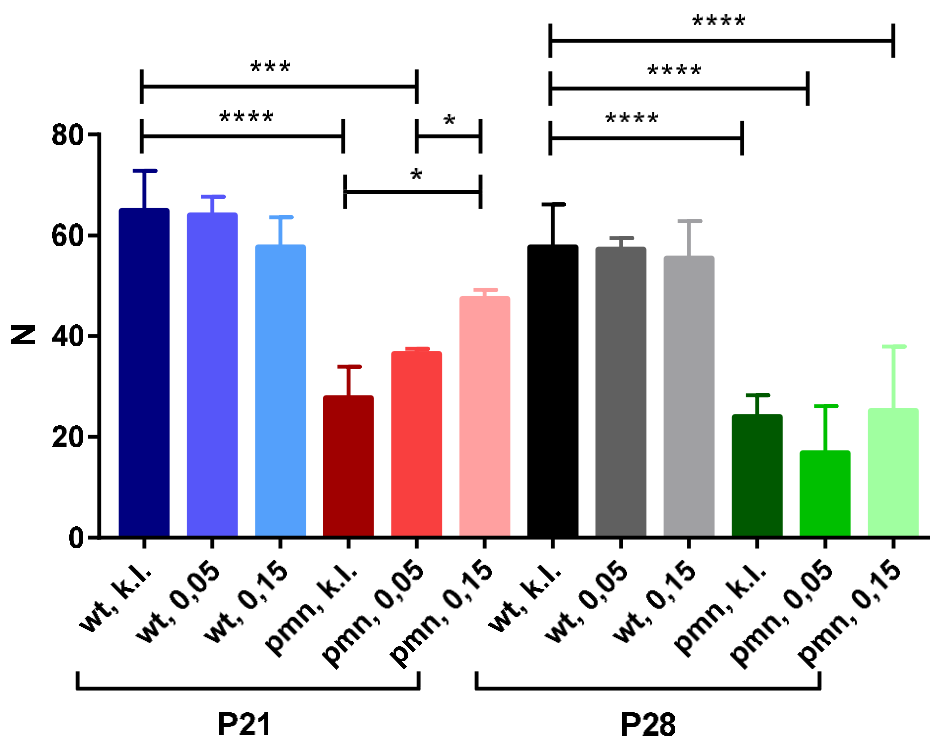 ****
*** ****
**** ****
*
*
80
60
40
20
0
N
wt, k.l.
wt, 0,05
wt, 0,15
pmn, k.l.
pmn, 0,05
pmn, 0,15
wt, k.l.
wt, 0,05
wt, 0,15
pmn, k.l.
pmn, 0,05
pmn, 0,15
P21
P28